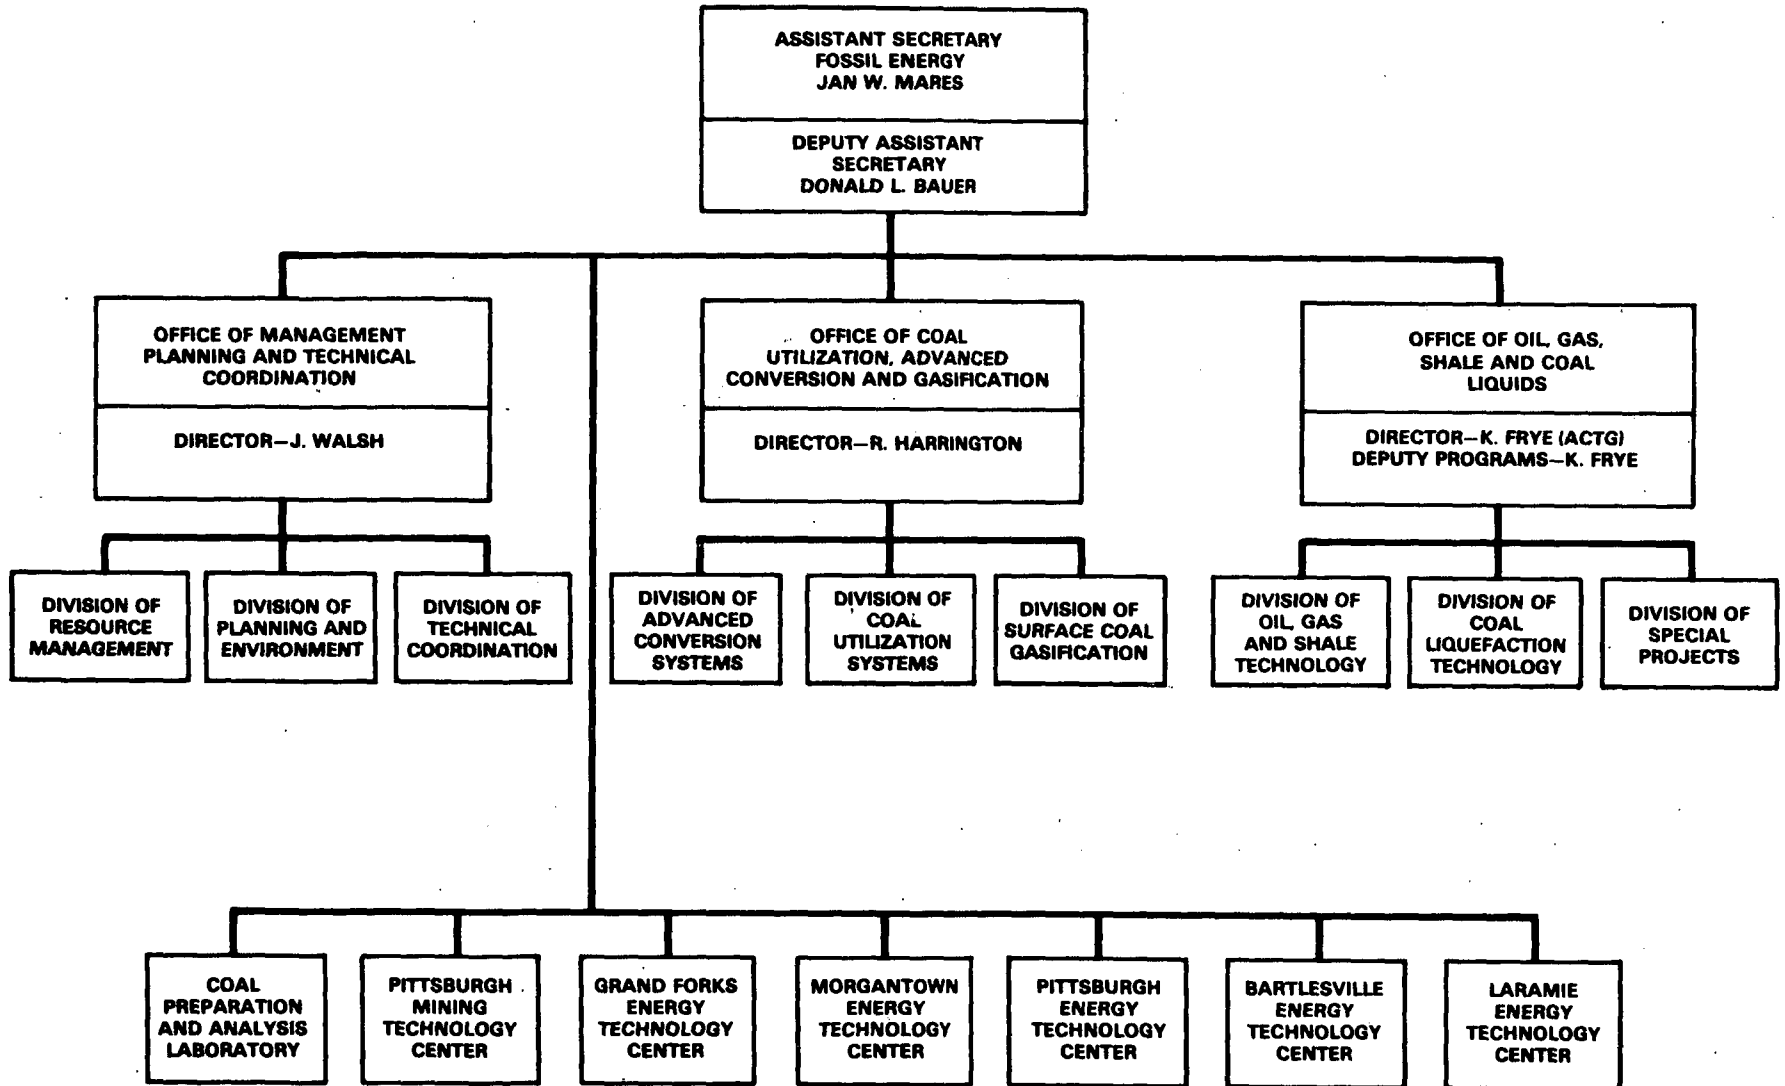 ASSISTANT SECRETARY
FOSSIL ENERGY
JAN W. MARES
DEPUTY ASSISTANT
SECRETARY
DONALD L. BAUER
OFFICE OF MANAGEMENT
PLANNING AND TECHNICAL
COORDINATION
DIRECTOR—J. WALSH
OFFICE OF COAL
UTILIZATION, ADVANCED
CONVERSION AND GASIFICATION
DIRECTOR—R. HARRINGTON
OFFICE OF OIL, GAS,
SHALE AND COAL
LIQUIDS
DIRECTOR—K. FRYE (ACTG)
DEPUTY PROGRAMS—K. FRYE
DIVISION OF
RESOURCE
MANAGEMENT
DIVISION OF
PLANNING AND
ENVIRONMENT
DIVISION OF
TECHNICAL
COORDINATION
DIVISION OF
ADVANCED
CONVERSION
SYSTEMS
DIVISION OF
COAL
UTILIZATION
SYSTEMS
DIVISION OF
SURFACE COAL
GASIFICATION
DIVISION OF
OIL, GAS
AND SHALE
TECHNOLOGY
DIVISION OF
COAL
LIQUEFACTION
TECHNOLOGY
DIVISION OF
SPECIAL
PROJECTS
COAL
PREPARATION
AND ANALYSIS
LABORATORY
PITTSBURGH
MINING
TECHNOLOGY
CENTER
GRAND FORKS
ENERGY
TECHNOLOGY
CENTER
MORGANTOWN
ENERGY
TECHNOLOGY
CENTER
PITTSBURGH
ENERGY
TECHNOLOGY
CENTER
BARTLESVILLE
ENERGY
TECHNOLOGY
CENTER
LARAMIE
ENERGY
TECHNOLOGY
CENTER